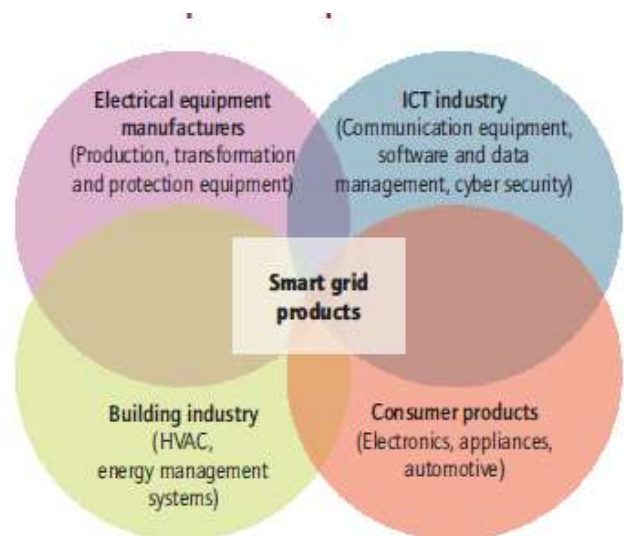 Electrical equipment
manufacturers
(Production, transformation
and protection equipment)
ICT industry
(Communication equipment,
software and data
management, cyber security)
Smart grid
products
Building industry
(HVAC,
energy management
systems)
Consumer products
(Electronics, appliances,
automotive)